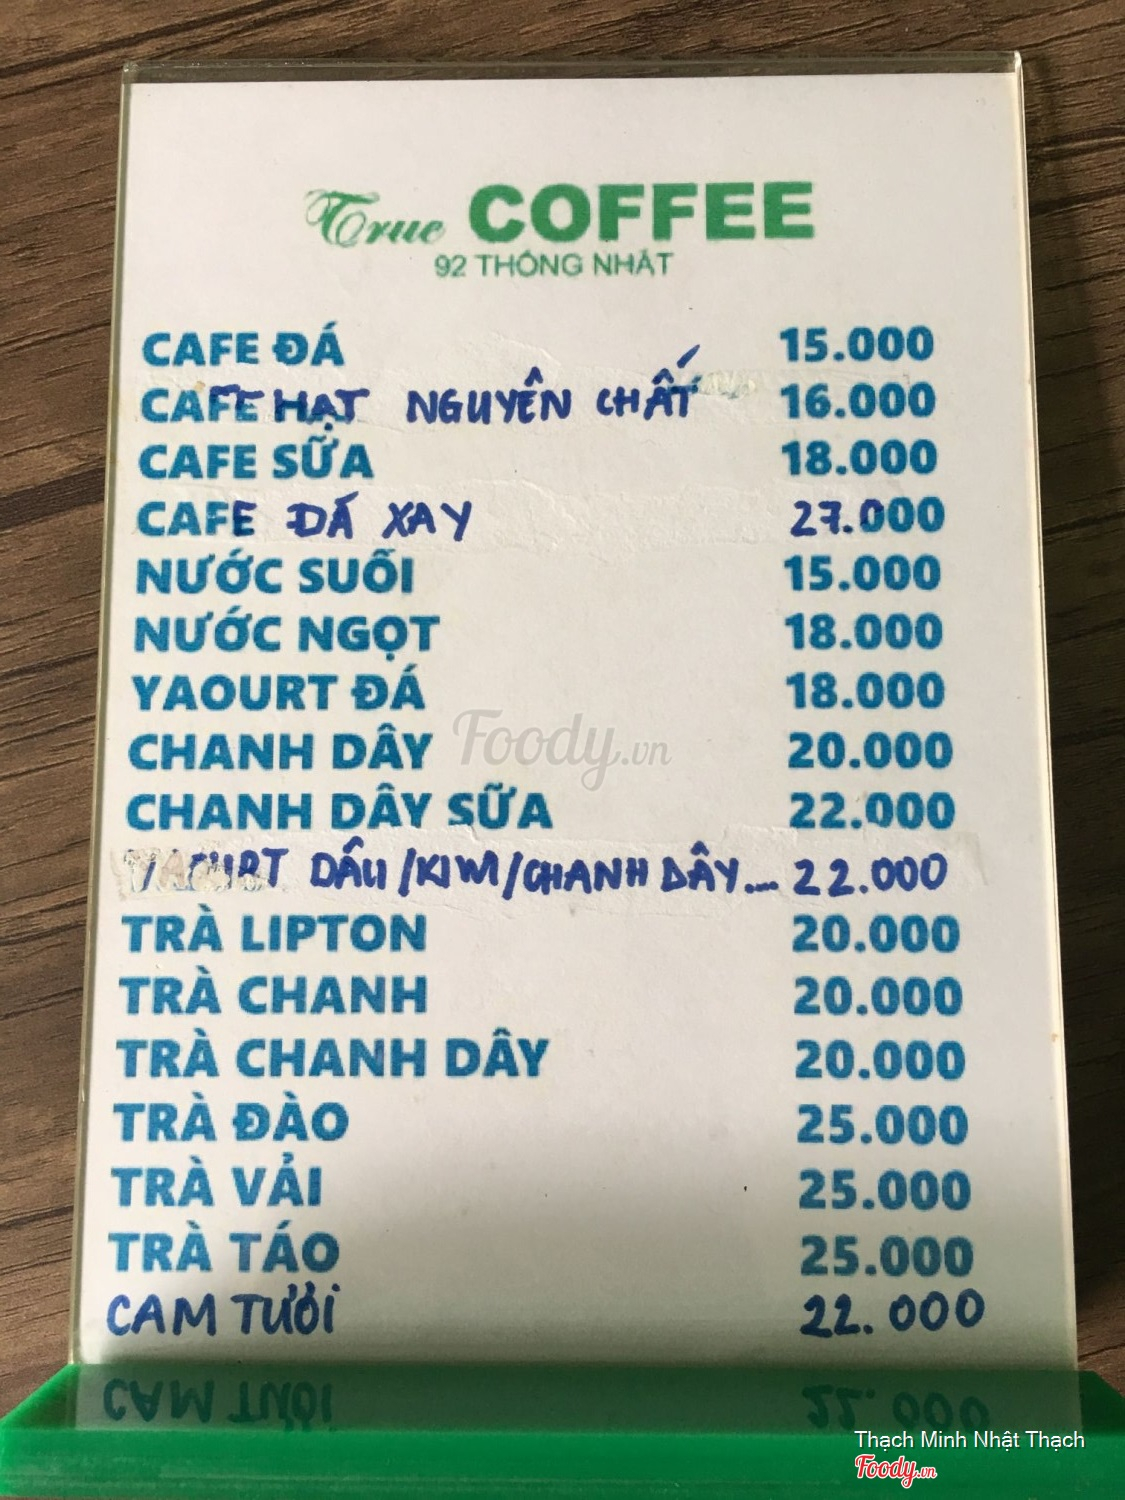 True COFFEE
92 THỐNG NHẤT
CAFE ĐÁ 15.000
CAFE HẠT NGUYÊN CHẤT 16.000
CAFE SỮA 18.000
CAFE ĐÁ XAY 27.000
NƯỚC SUỐI 15.000
NƯỚC NGỌT 18.000
YAOURT ĐÁ 18.000
CHANH DÂY 20.000
Foody.vn
CHANH DÂY SỮA 22.000
YAOURT DÂU/KIM/CHANH DÂY.... 22.000
TRÀ LIPTON 20.000
TRÀ CHANH 20.000
TRÀ CHANH DÂY 20.000
TRÀ ĐÀO 25.000
TRÀ VẢI 25.000
TRÀ TÁO 25.000
CAM TƯƠI 22.000
Thạch Minh Nhật Thạch
Foody.vn